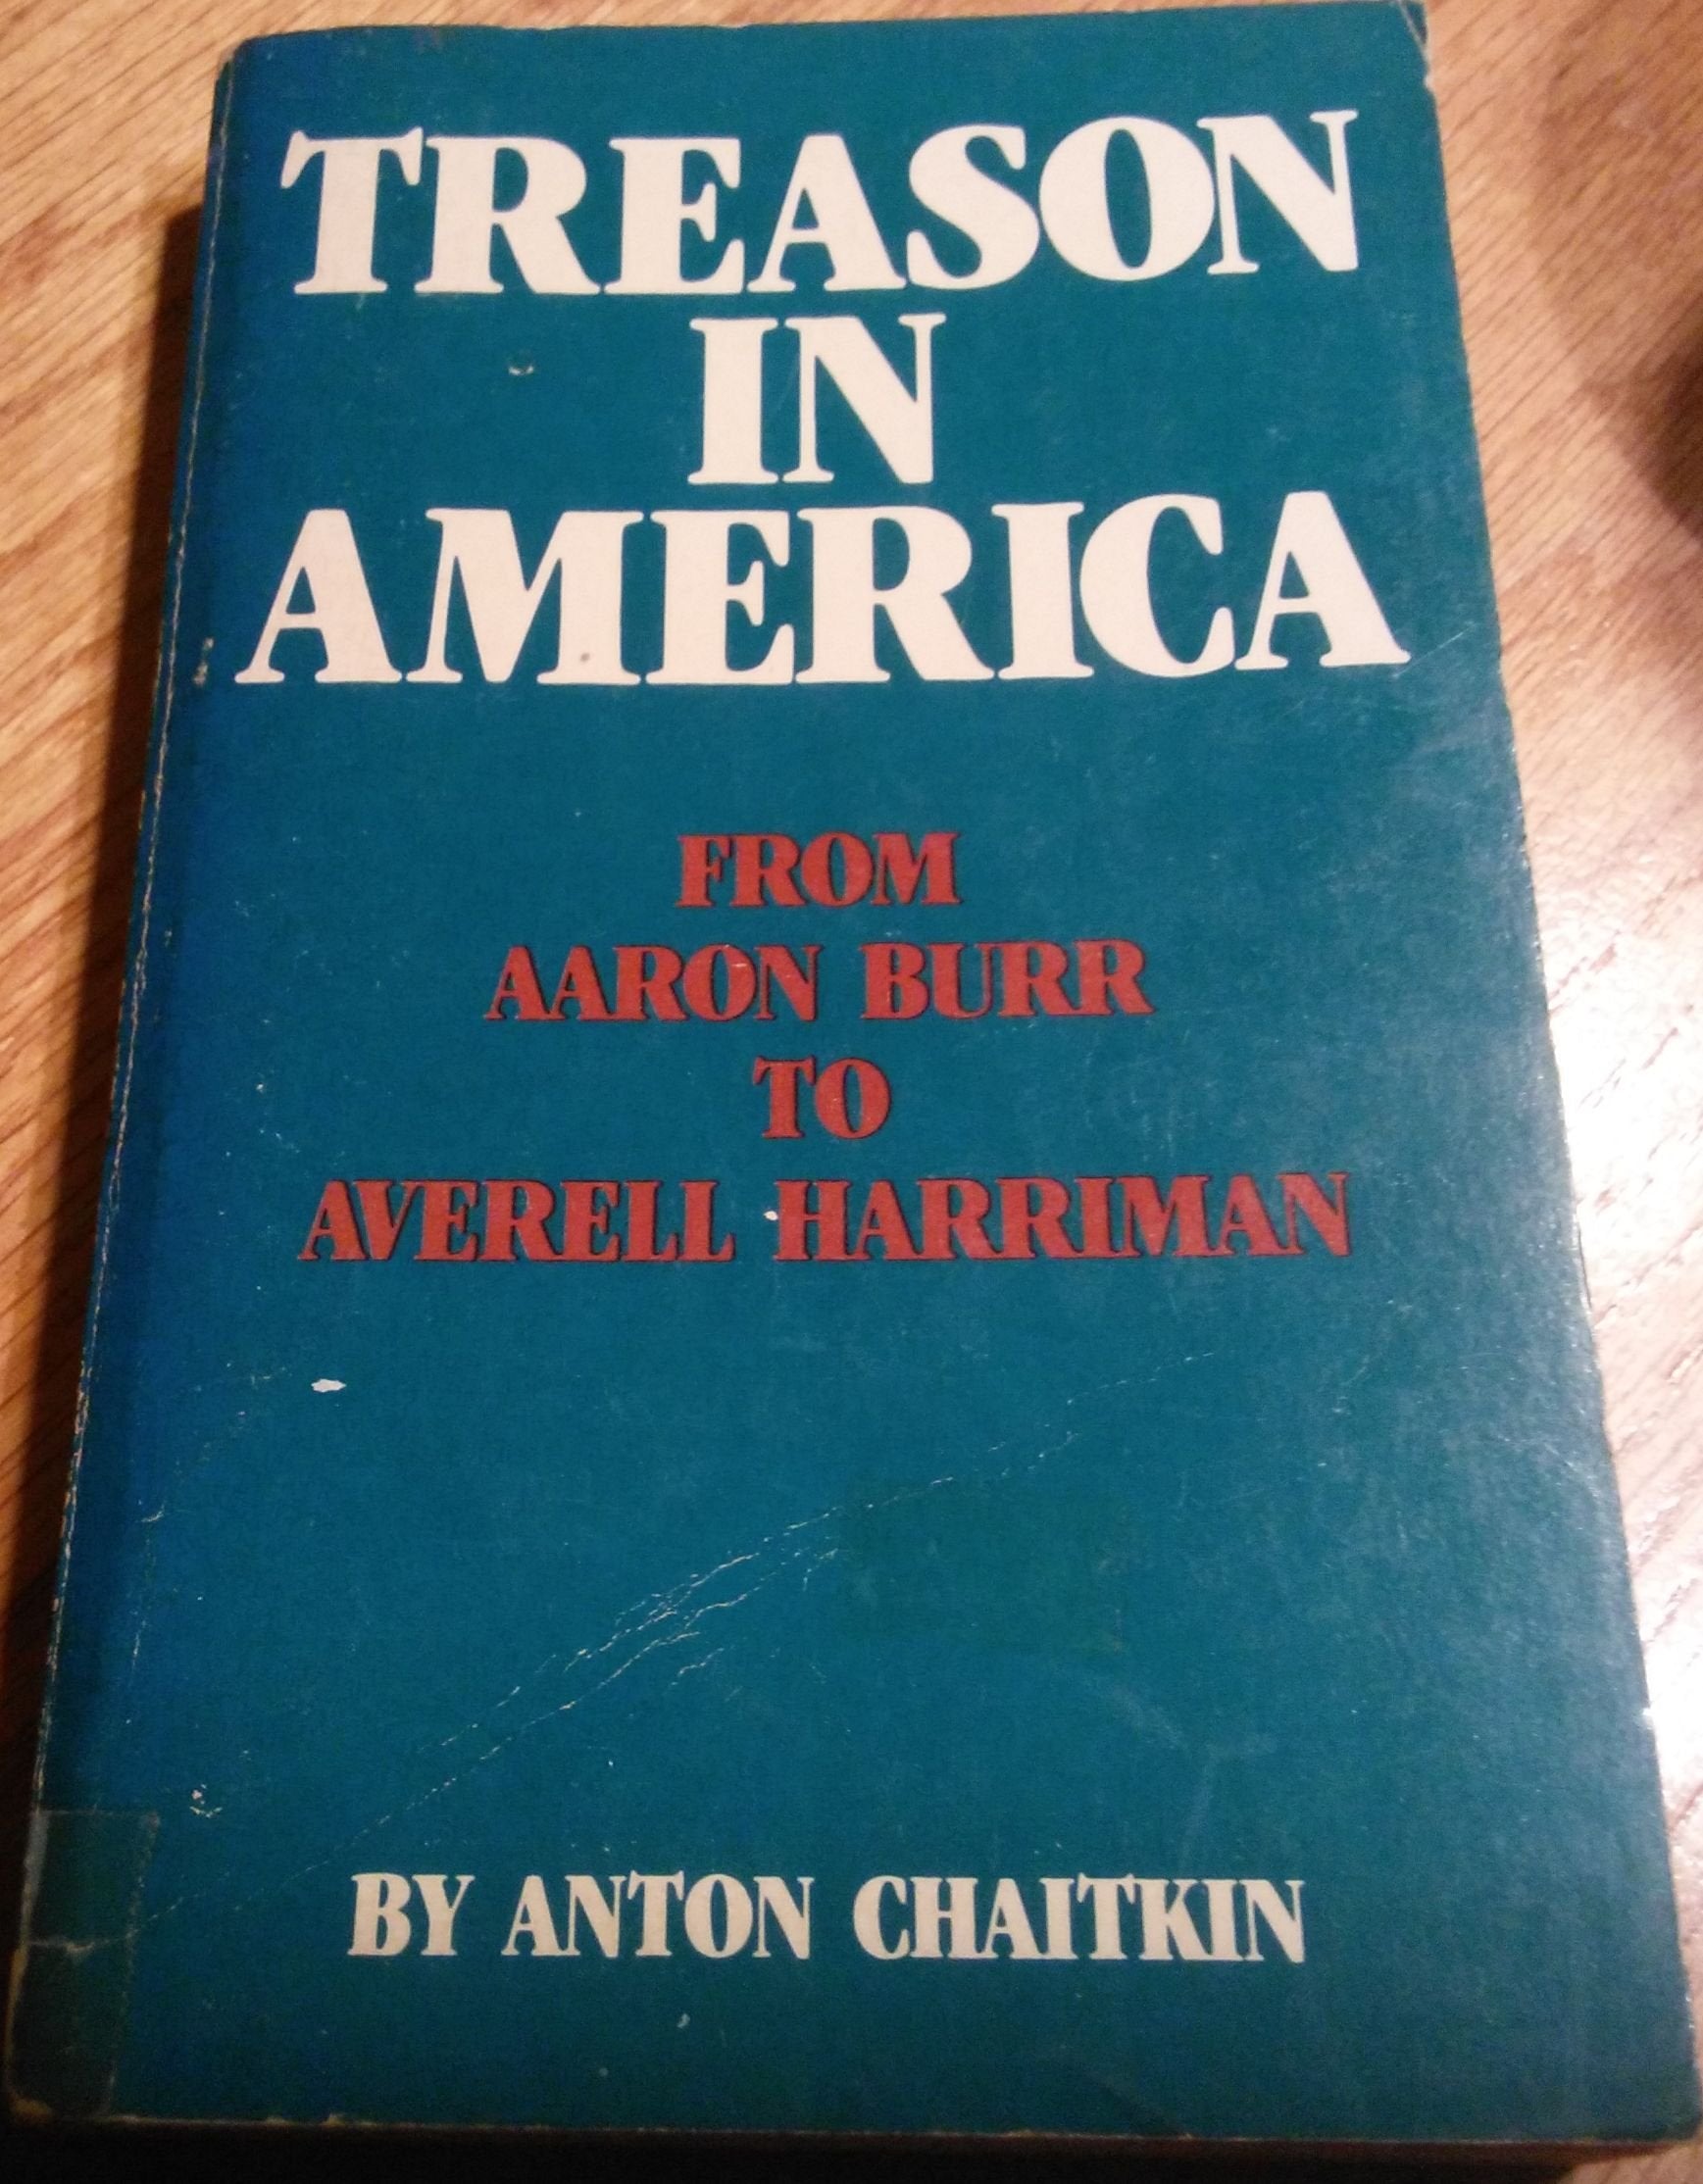 TREASON
IN
AMERICA
FROM
AARON BURR
TO
AVERELL HARRIMAN
BY ANTON CHAITKIN